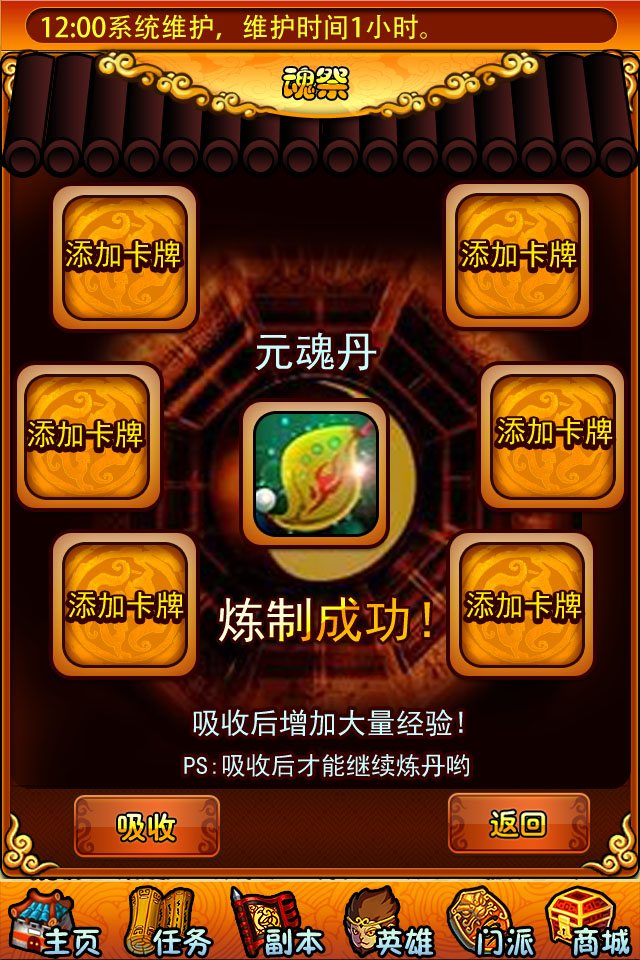 12:00系统维护，维护时间1小时。
魂祭
添加卡牌
添加卡牌
元魂丹
添加卡牌
添加卡牌
添加卡牌
添加卡牌
炼制成功！
吸收后增加大量经验！
PS:吸收后才能继续炼丹哟
吸收
返回
主页
任务
副本
英雄
门派
商城